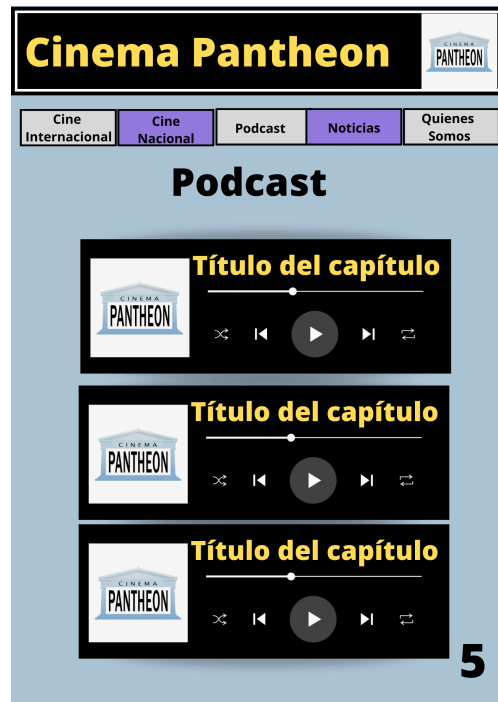 Cinema Pantheon
CINEMA
PANTHEON
Cine
Internacional
Cine
Nacional
Podcast
Noticias
Quienes
Somos
Podcast
Título del capítulo
CINEMA
PANTHEON
Título del capítulo
CINEMA
PANTHEON
Título del capítulo
CINEMA
PANTHEON
5